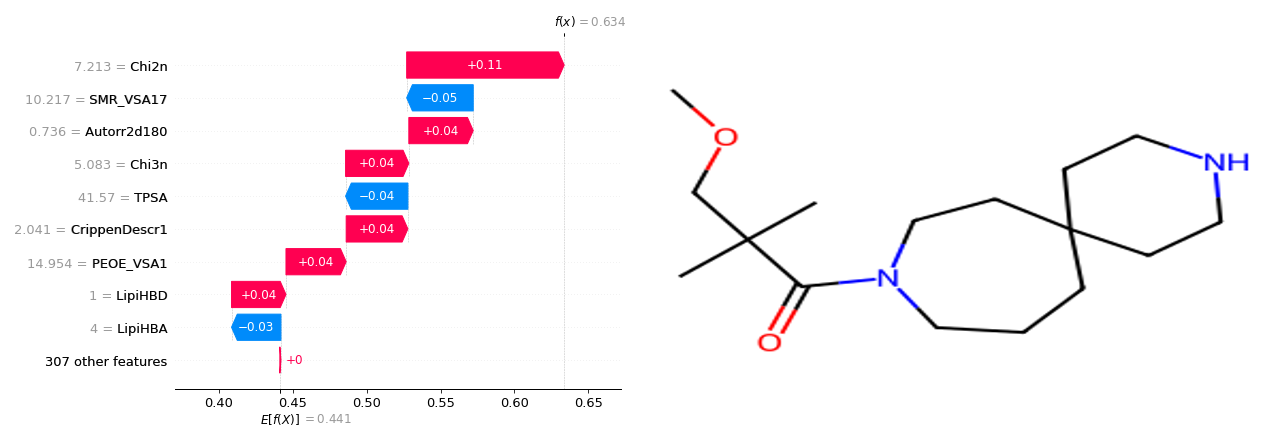 f(x) = 0.634
7.213 = Chi2n
+0.11
10.217 = SMR_VSA17
−0.05
0.736 = Autorr2d180
+0.04
5.083 = Chi3n
+0.04
41.57 = TPSA
−0.04
2.041 = CrippenDescr1
+0.04
14.954 = PEOE_VSA1
+0.04
1 = LipiHBD
+0.04
4 = LipiHBA
−0.03
307 other features
+0
0.40 0.45 0.50 0.55 0.60 0.65
E[f(X)] = 0.441
O
NH
N
O